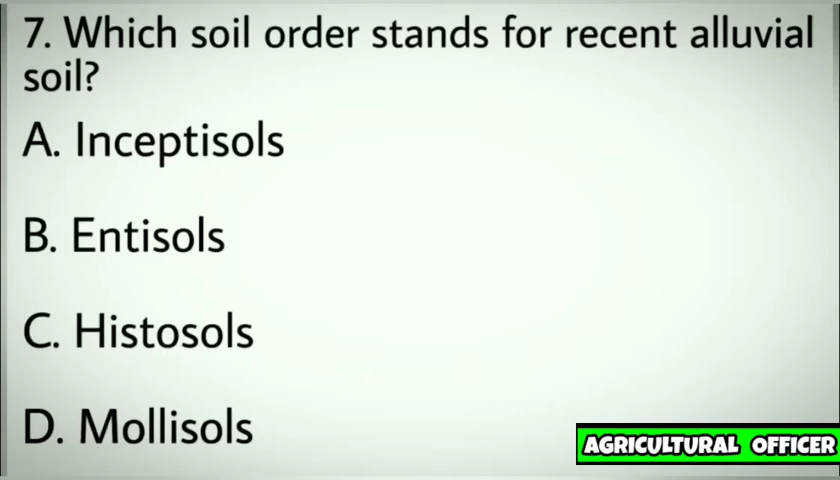 7. Which soil order stands for recent alluvial
soil?
A. Inceptisols
B. Entisols
C. Histosols
D. Mollisols
AGRICULTURAL OFFICER